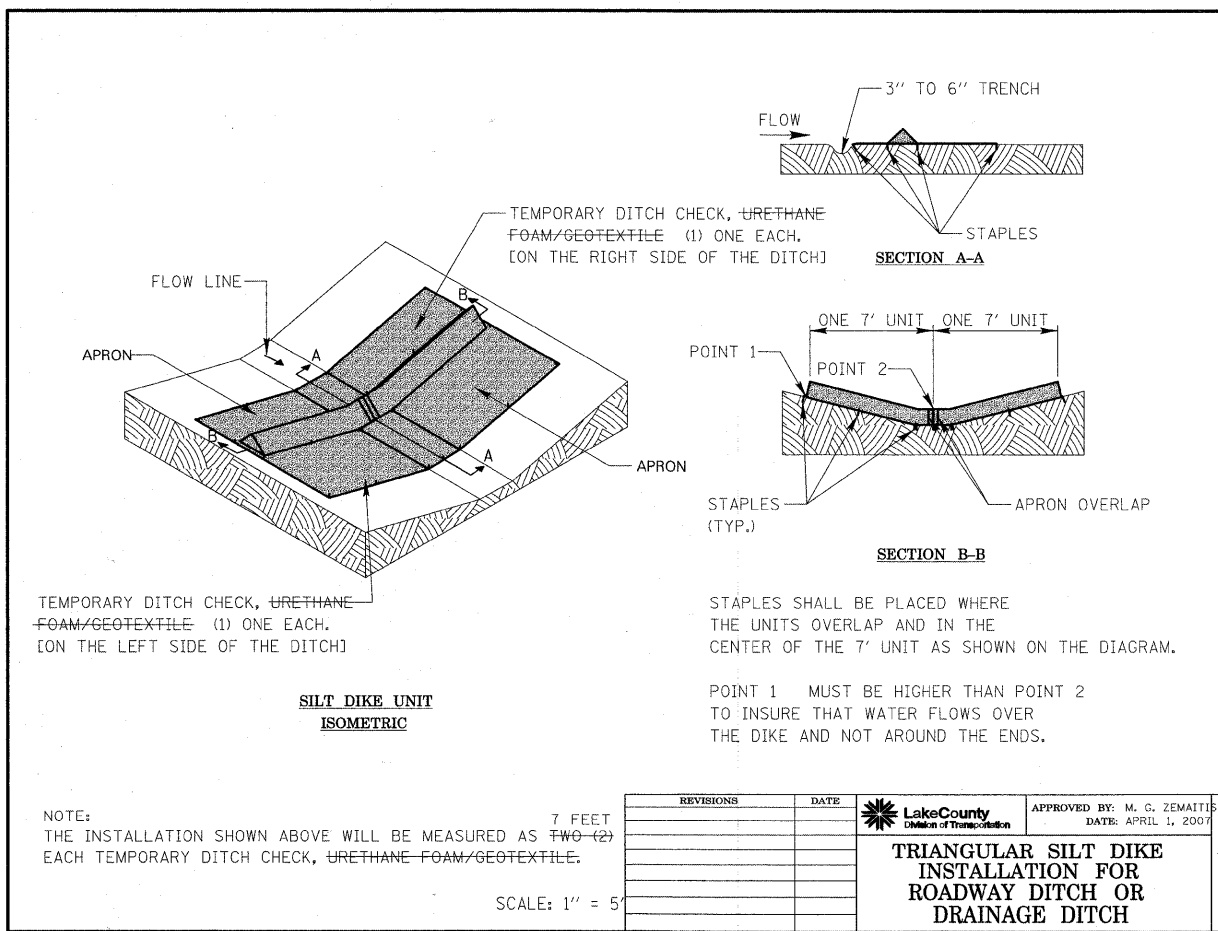 3" TO 6" TRENCH
FLOW
STAPLES
SECTION A-A
TEMPORARY DITCH CHECK, URETHANE
FOAM/GEOTEXTILE (1) ONE EACH.
[ON THE RIGHT SIDE OF THE DITCH]
FLOW LINE
APRON
A
B
B
A
APRON
TEMPORARY DITCH CHECK, URETHANE
FOAM/GEOTEXTILE (1) ONE EACH.
[ON THE LEFT SIDE OF THE DITCH]
SILT DIKE UNIT
ISOMETRIC
ONE 7' UNIT ONE 7' UNIT
POINT 1
POINT 2
STAPLES
(TYP.)
APRON OVERLAP
SECTION B-B
STAPLES SHALL BE PLACED WHERE
THE UNITS OVERLAP AND IN THE
CENTER OF THE 7' UNIT AS SHOWN ON THE DIAGRAM.
POINT 1 MUST BE HIGHER THAN POINT 2
TO INSURE THAT WATER FLOWS OVER
THE DIKE AND NOT AROUND THE ENDS.
NOTE:
7 FEET
THE INSTALLATION SHOWN ABOVE WILL BE MEASURED AS TWO (2)
EACH TEMPORARY DITCH CHECK, URETHANE FOAM/GEOTEXTILE.
SCALE: 1" = 5'
REVISIONS DATE
LakeCounty
Division of Transportation
APPROVED BY: M. G. ZEMAITIS
DATE: APRIL 1, 2007
TRIANGULAR SILT DIKE
INSTALLATION FOR
ROADWAY DITCH OR
DRAINAGE DITCH